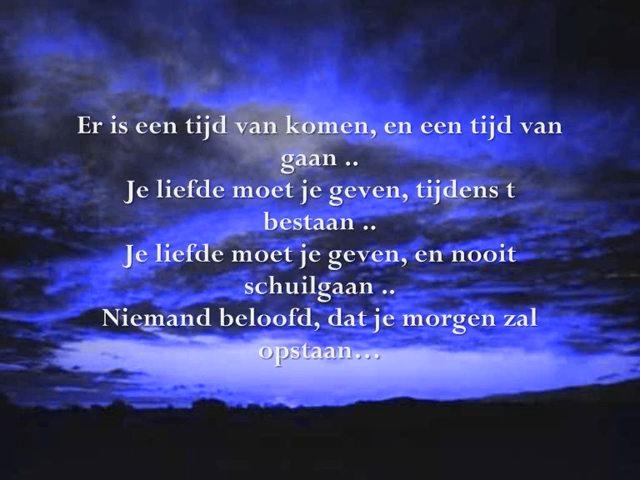 Er is een tijd van komen, en een tijd van
gaan ..
Je liefde moet je geven, tijdens t
bestaan ..
Je liefde moet je geven, en nooit
schuilgaan ..
Niemand beloofd, dat je morgen zal
opstaan...